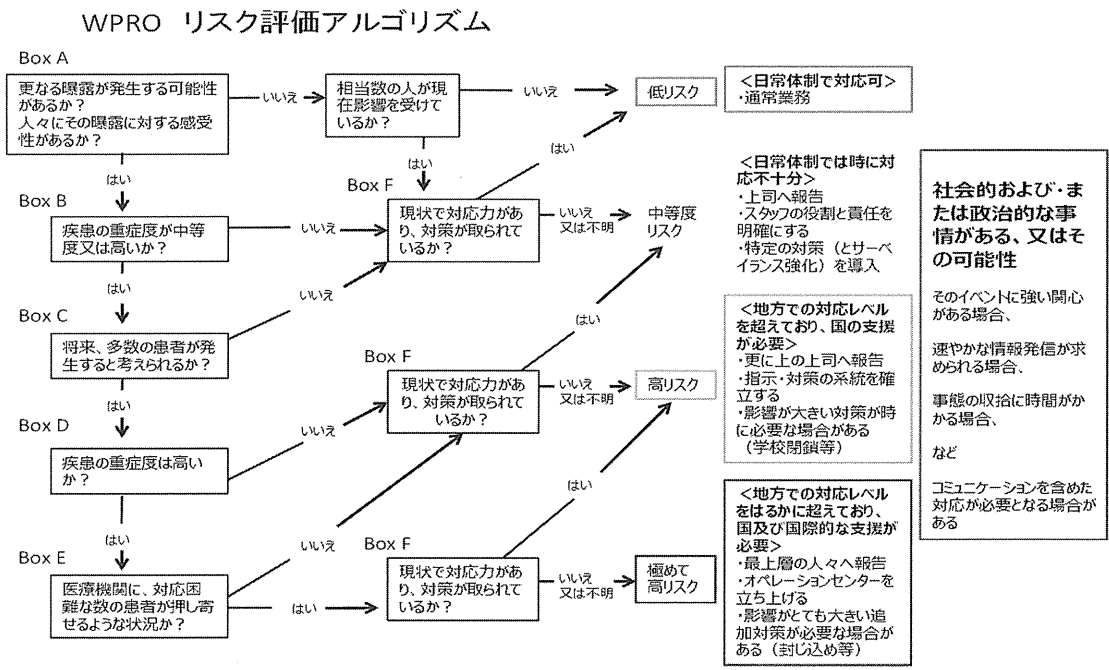 WPRO リスク評価アルゴリズム
Box A
更なる曝露が発生する可能性
があるか?
人々にその曝露に対する感受
性があるか?
いいえ
相当数の人が現
在影響を受けて
いるか?
いいえ
低リスク
<日常体制で対応可>
・通常業務
はい
はい
はい
Box B
疾患の重症度が中等
度又は高いか?
いいえ
Box F
現状で対応力があ
り、対策が取られて
いるか?
いいえ
又は不明
中等度
リスク
<日常体制では時に対
応不十分>
・上司へ報告
・スタッフの役割と責任を
明確にする
・特定の対策(とサーベ
イランス強化)を導入
はい
いいえ
Box C
将来、多数の患者が発
生すると考えられるか?
はい
はい
Box D
疾患の重症度は高い
か?
いいえ
Box F
現状で対応力があ
り、対策が取られて
いるか?
いいえ
又は不明
高リスク
<地方での対応レベル
を超えており、国の支援
が必要>
・更に上の上司へ報告
・指示・対策の系統を確
立する
・影響が大きい対策が時
に必要な場合がある
(学校閉鎖等)
はい
いいえ
はい
Box E
医療機関に、対応困
難な数の患者が押し寄
せるような状況か?
はい
Box F
現状で対応力があ
り、対策が取られて
いるか?
いいえ
又は不明
極めて
高リスク
<地方での対応レベル
をはるかに超えており、
国及び国際的な支援が
必要>
・最上層の人々へ報告
・オペレーションセンターを
立ち上げる
・影響がとても大きい追
加対策が必要な場合が
ある(封じ込め等)
社会的および・ま
たは政治的な事
情がある、又はそ
の可能性
そのイベントに強い関心
がある場合、
速やかな情報発信が求
められる場合、
事態の収拾に時間がか
かる場合、
など
コミュニケーションを含めた
対応が必要となる場合が
ある